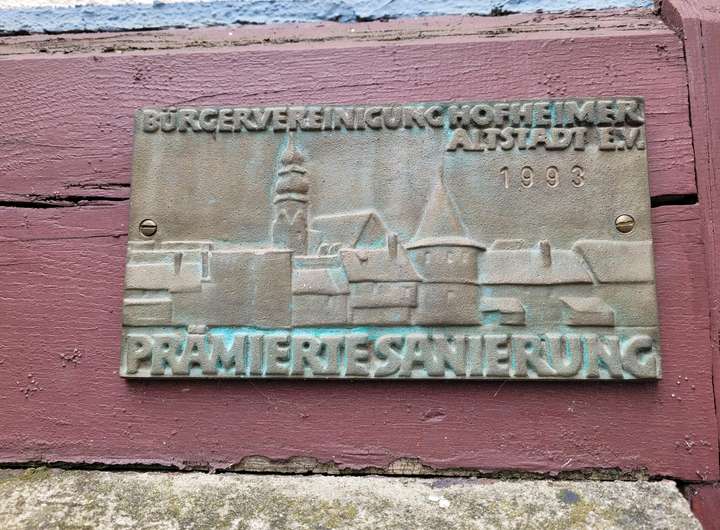 BÜRGERVEREINIGUNG HOFHEIMER
ALTSTADT E.V.
1993
PRÄMIERTE SANIERUNG